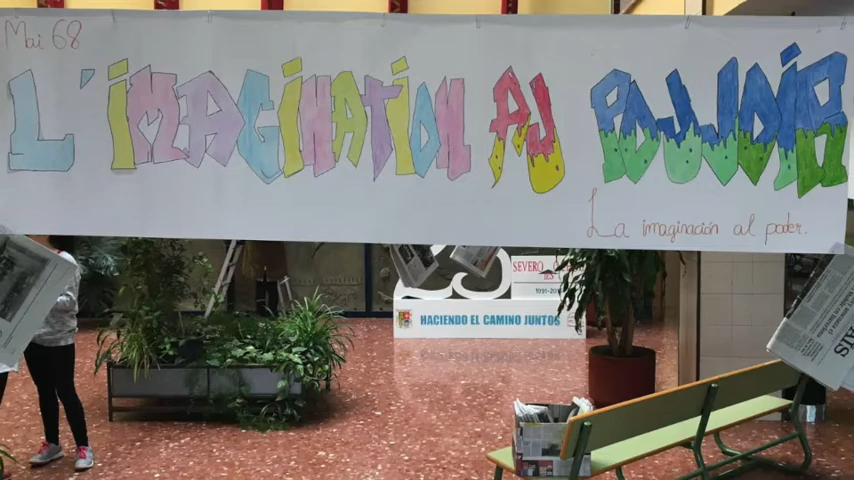 Mai 68
L'IMAGINATION AU POUVOIR
La imaginación al poder.
SEVERO
HACIENDO EL CAMINO JUNTOS